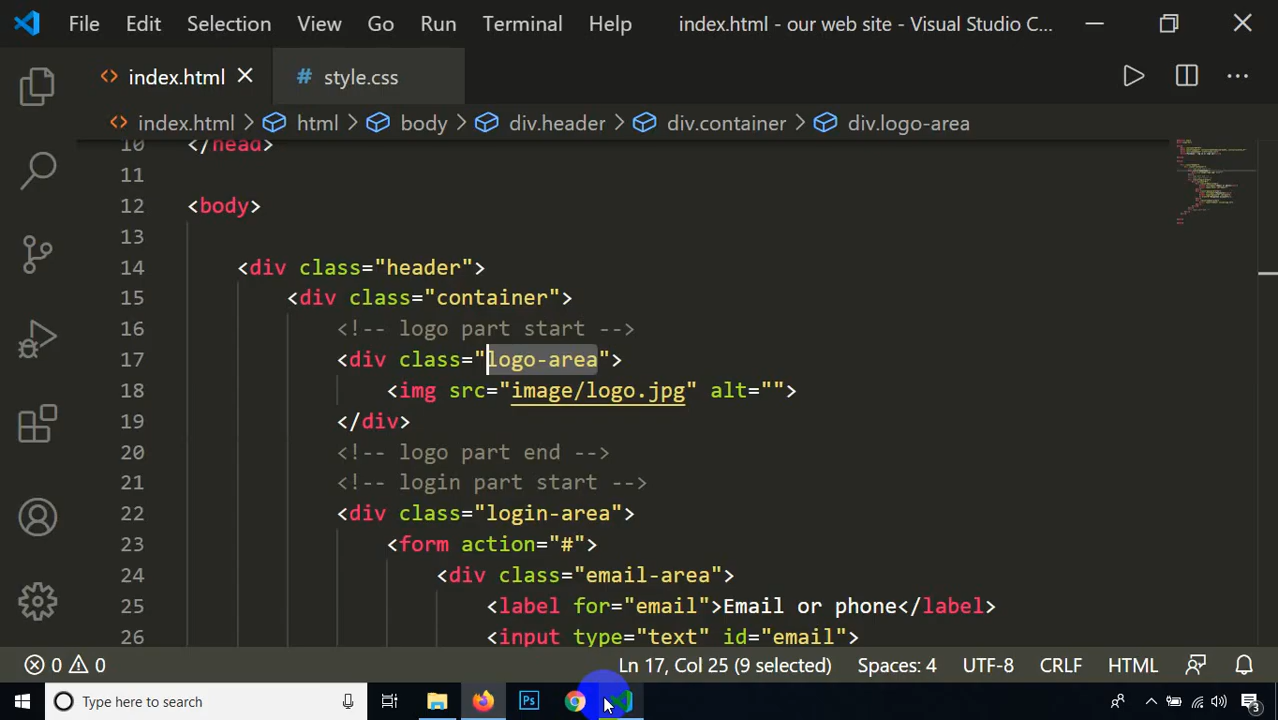 File Edit Selection View Go Run Terminal Help index.html - our web site - Visual Studio C...
index.html style.css
index.html html body div.header div.container div.logo-area
10 </head>
11
12 <body>
13
14 <div class="header">
15 <div class="container">
16 <!-- logo part start -->
17 <div class="logo-area">
18 <img src="image/logo.jpg" alt="">
19 </div>
20 <!-- logo part end -->
21 <!-- login part start -->
22 <div class="login-area">
23 <form action="#">
24 <div class="email-area">
25 <label for="email">Email or phone</label>
26 <input type="text" id="email">
0 0 Ln 17, Col 25 (9 selected) Spaces: 4 UTF-8 CRLF HTML
Type here to search Ps 3